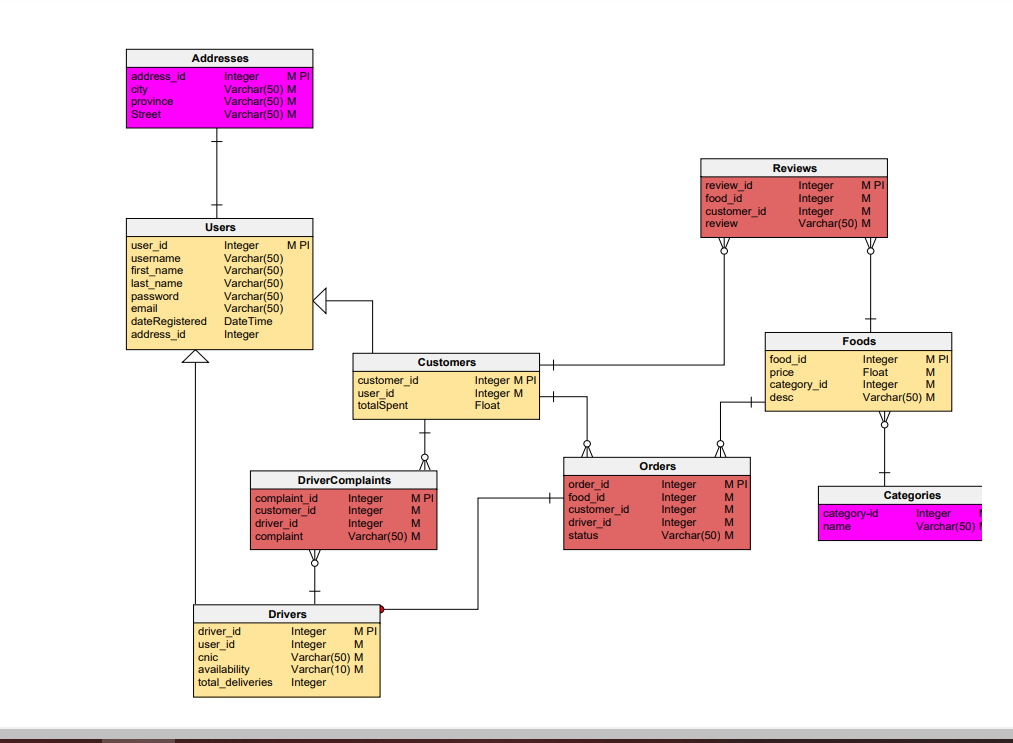 Addresses
address_id Integer M PI
city Varchar(50) M
province Varchar(50) M
Street Varchar(50) M
Reviews
review_id Integer M PI
food_id Integer M
customer_id Integer M
review Varchar(50) M
Users
user_id Integer M PI
username Varchar(50)
first_name Varchar(50)
last_name Varchar(50)
password Varchar(50)
email Varchar(50)
dateRegistered DateTime
address_id Integer
Foods
food_id Integer M PI
price Float M
category_id Integer M
desc Varchar(50) M
Customers
customer_id Integer M PI
user_id Integer M
totalSpent Float
Orders
order_id Integer M PI
food_id Integer M
customer_id Integer M
driver_id Integer M
status Varchar(50) M
DriverComplaints
complaint_id Integer M PI
customer_id Integer M
driver_id Integer M
complaint Varchar(50) M
Categories
category-id Integer
name Varchar(50)
Drivers
driver_id Integer M PI
user_id Integer M
cnic Varchar(50) M
availability Varchar(10) M
total_deliveries Integer